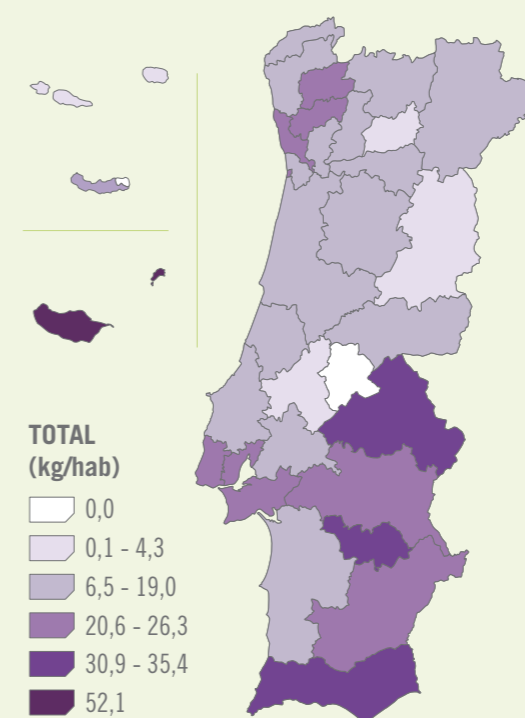 TOTAL
(kg/hab)
0,0
0,1 - 4,3
6,5 - 19,0
20,6 - 26,3
30,9 - 35,4
52,1